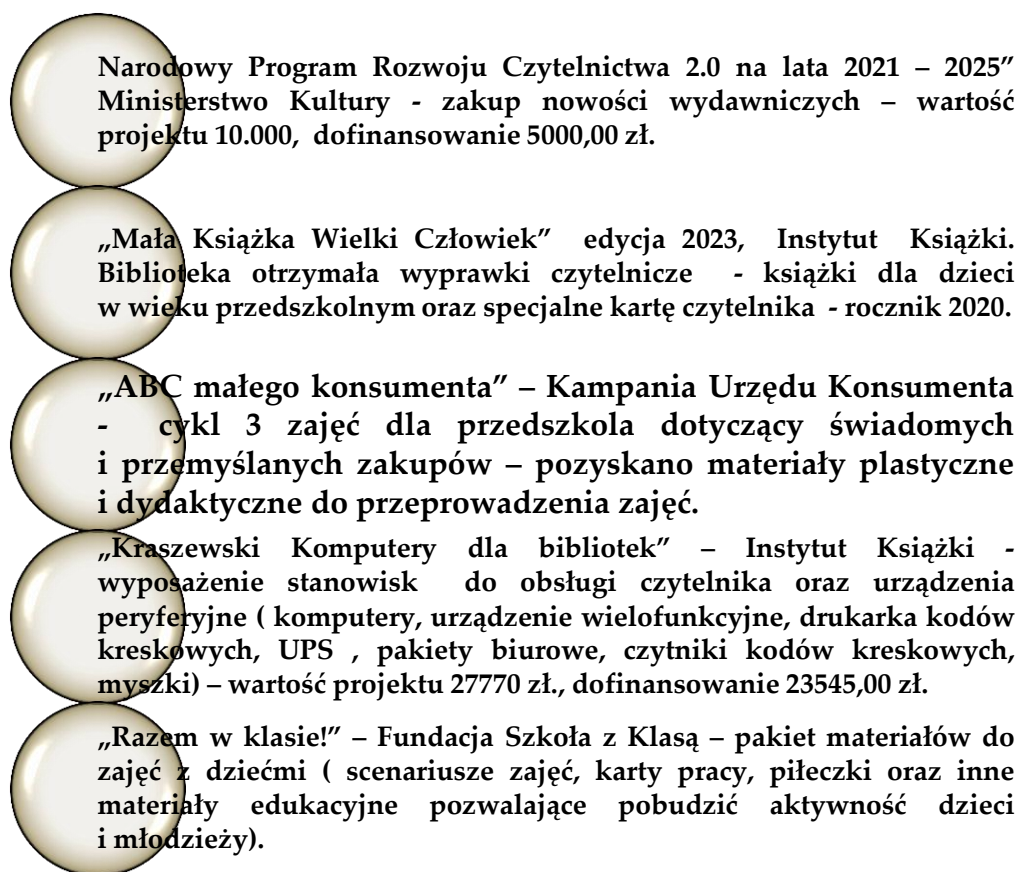 Narodowy Program Rozwoju Czytelnictwa 2.0 na lata 2021 – 2025”
Ministerstwo Kultury - zakup nowości wydawniczych – wartość
projektu 10.000, dofinansowanie 5000,00 zł.
„Mała Książka Wielki Człowiek” edycja 2023, Instytut Książki.
Biblioteka otrzymała wyprawki czytelnicze - książki dla dzieci
w wieku przedszkolnym oraz specjalne kartę czytelnika - rocznik 2020.
„ABC małego konsumenta” – Kampania Urzędu Konsumenta
- cykl 3 zajęć dla przedszkola dotyczący świadomych
i przemyślanych zakupów – pozyskano materiały plastyczne
i dydaktyczne do przeprowadzenia zajęć.
„Kraszewski Komputery dla bibliotek” – Instytut Książki -
wyposażenie stanowisk do obsługi czytelnika oraz urządzenia
peryferyjne ( komputery, urządzenie wielofunkcyjne, drukarka kodów
kreskowych, UPS , pakiety biurowe, czytniki kodów kreskowych,
myszki) – wartość projektu 27770 zł., dofinansowanie 23545,00 zł.
„Razem w klasie!” – Fundacja Szkoła z Klasą – pakiet materiałów do
zajęć z dziećmi ( scenariusze zajęć, karty pracy, piłeczki oraz inne
materiały edukacyjne pozwalające pobudzić aktywność dzieci
i młodzieży).